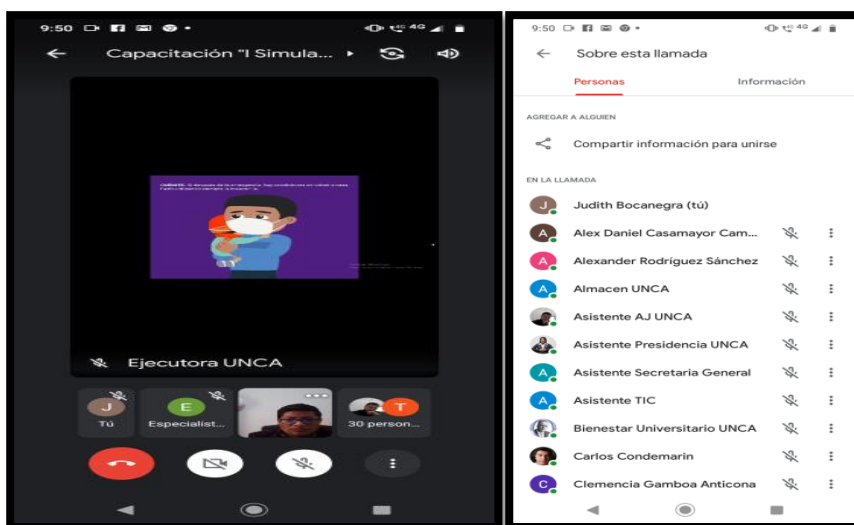 9:50
4G
Capacitación "I Simula...
Ejecutora UNCA
J
Tú
E
Especialist...
T
30 person...
9:50
4G
Sobre esta llamada
Personas
Información
AGREGAR A ALGUIEN
Compartir información para unirse
EN LA LLAMADA
J
Judith Bocanegra (tú)
A
Alex Daniel Casamayor Cam...
A
Alexander Rodríguez Sánchez
A
Almacen UNCA
Asistente AJ UNCA
Asistente Presidencia UNCA
A
Asistente Secretaria General
A
Asistente TIC
Bienestar Universitario UNCA
Carlos Condemarin
C
Clemencia Gamboa Anticona